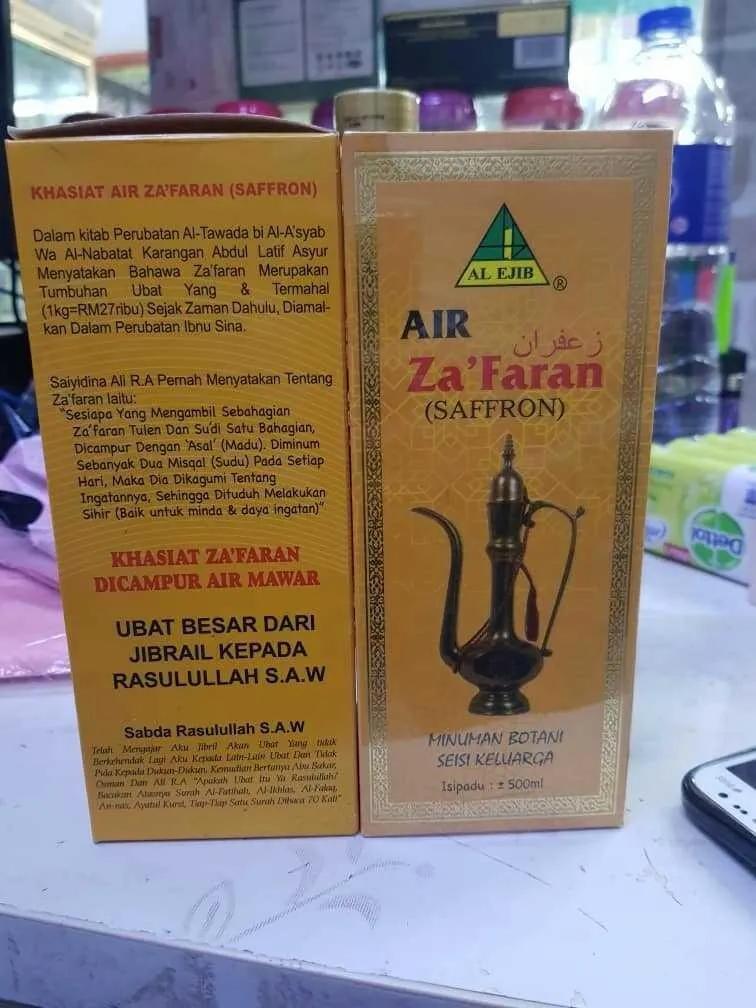 KHASIAT AIR ZA'FARAN (SAFFRON)
Dalam kitab Perubatan Al-Tawada bi Al-A'syab
Wa Al-Nabatat Karangan Abdul Latif Asyur
Menyatakan Bahawa Za'faran Merupakan
Tumbuhan Ubat Yang & Termahal
(1kg=RM27ribu) Sejak Zaman Dahulu, Diamal-
kan Dalam Perubatan Ibnu Sina.
Saiyidina Ali R.A Pernah Menyatakan Tentang
Za'faran Iaitu:
"Sesiapa Yang Mengambil Sebahagian
Za'faran Tulen Dan Su'di Satu Bahagian,
Dicampur Dengan 'Asal' (Madu). Diminum
Sebanyak Dua Misqal (Sudu) Pada Setiap
Hari, Maka Dia Dikagumi Tentang
Ingatannya, Sehingga Dituduh Melakukan
Sihir (Baik untuk minda & daya ingatan)"
KHASIAT ZA'FARAN
DICAMPUR AIR MAWAR
UBAT BESAR DARI
JIBRAIL KEPADA
RASULULLAH S.A.W
Sabda Rasulullah S.A.W
Telah Mengajar Aku Jibril Akan Ubat Yang tidak
Berkehendak Lagi Aku Kepada Lain-Lain Ubat Dan Tidak
Pula Kepada Dukun-Dukun. Kemudian Bertanya Abu Bakar,
Osman Dan Ali R.A "Apakah Ubat Itu Ya Rasulullah?
Bacakan Atasnya Surah Al-Fatihah, Al-Ikhlas, Al-Falaq,
An-nas, Ayatul Kursi, Tiap-Tiap Satu Surah Dibaca 70 Kali"
AL EJIB ®
AIR
زعفران
Za'Faran
(SAFFRON)
MINUMAN BOTANI
SEISI KELUARGA
Isipadu : ± 500ml
Dettol